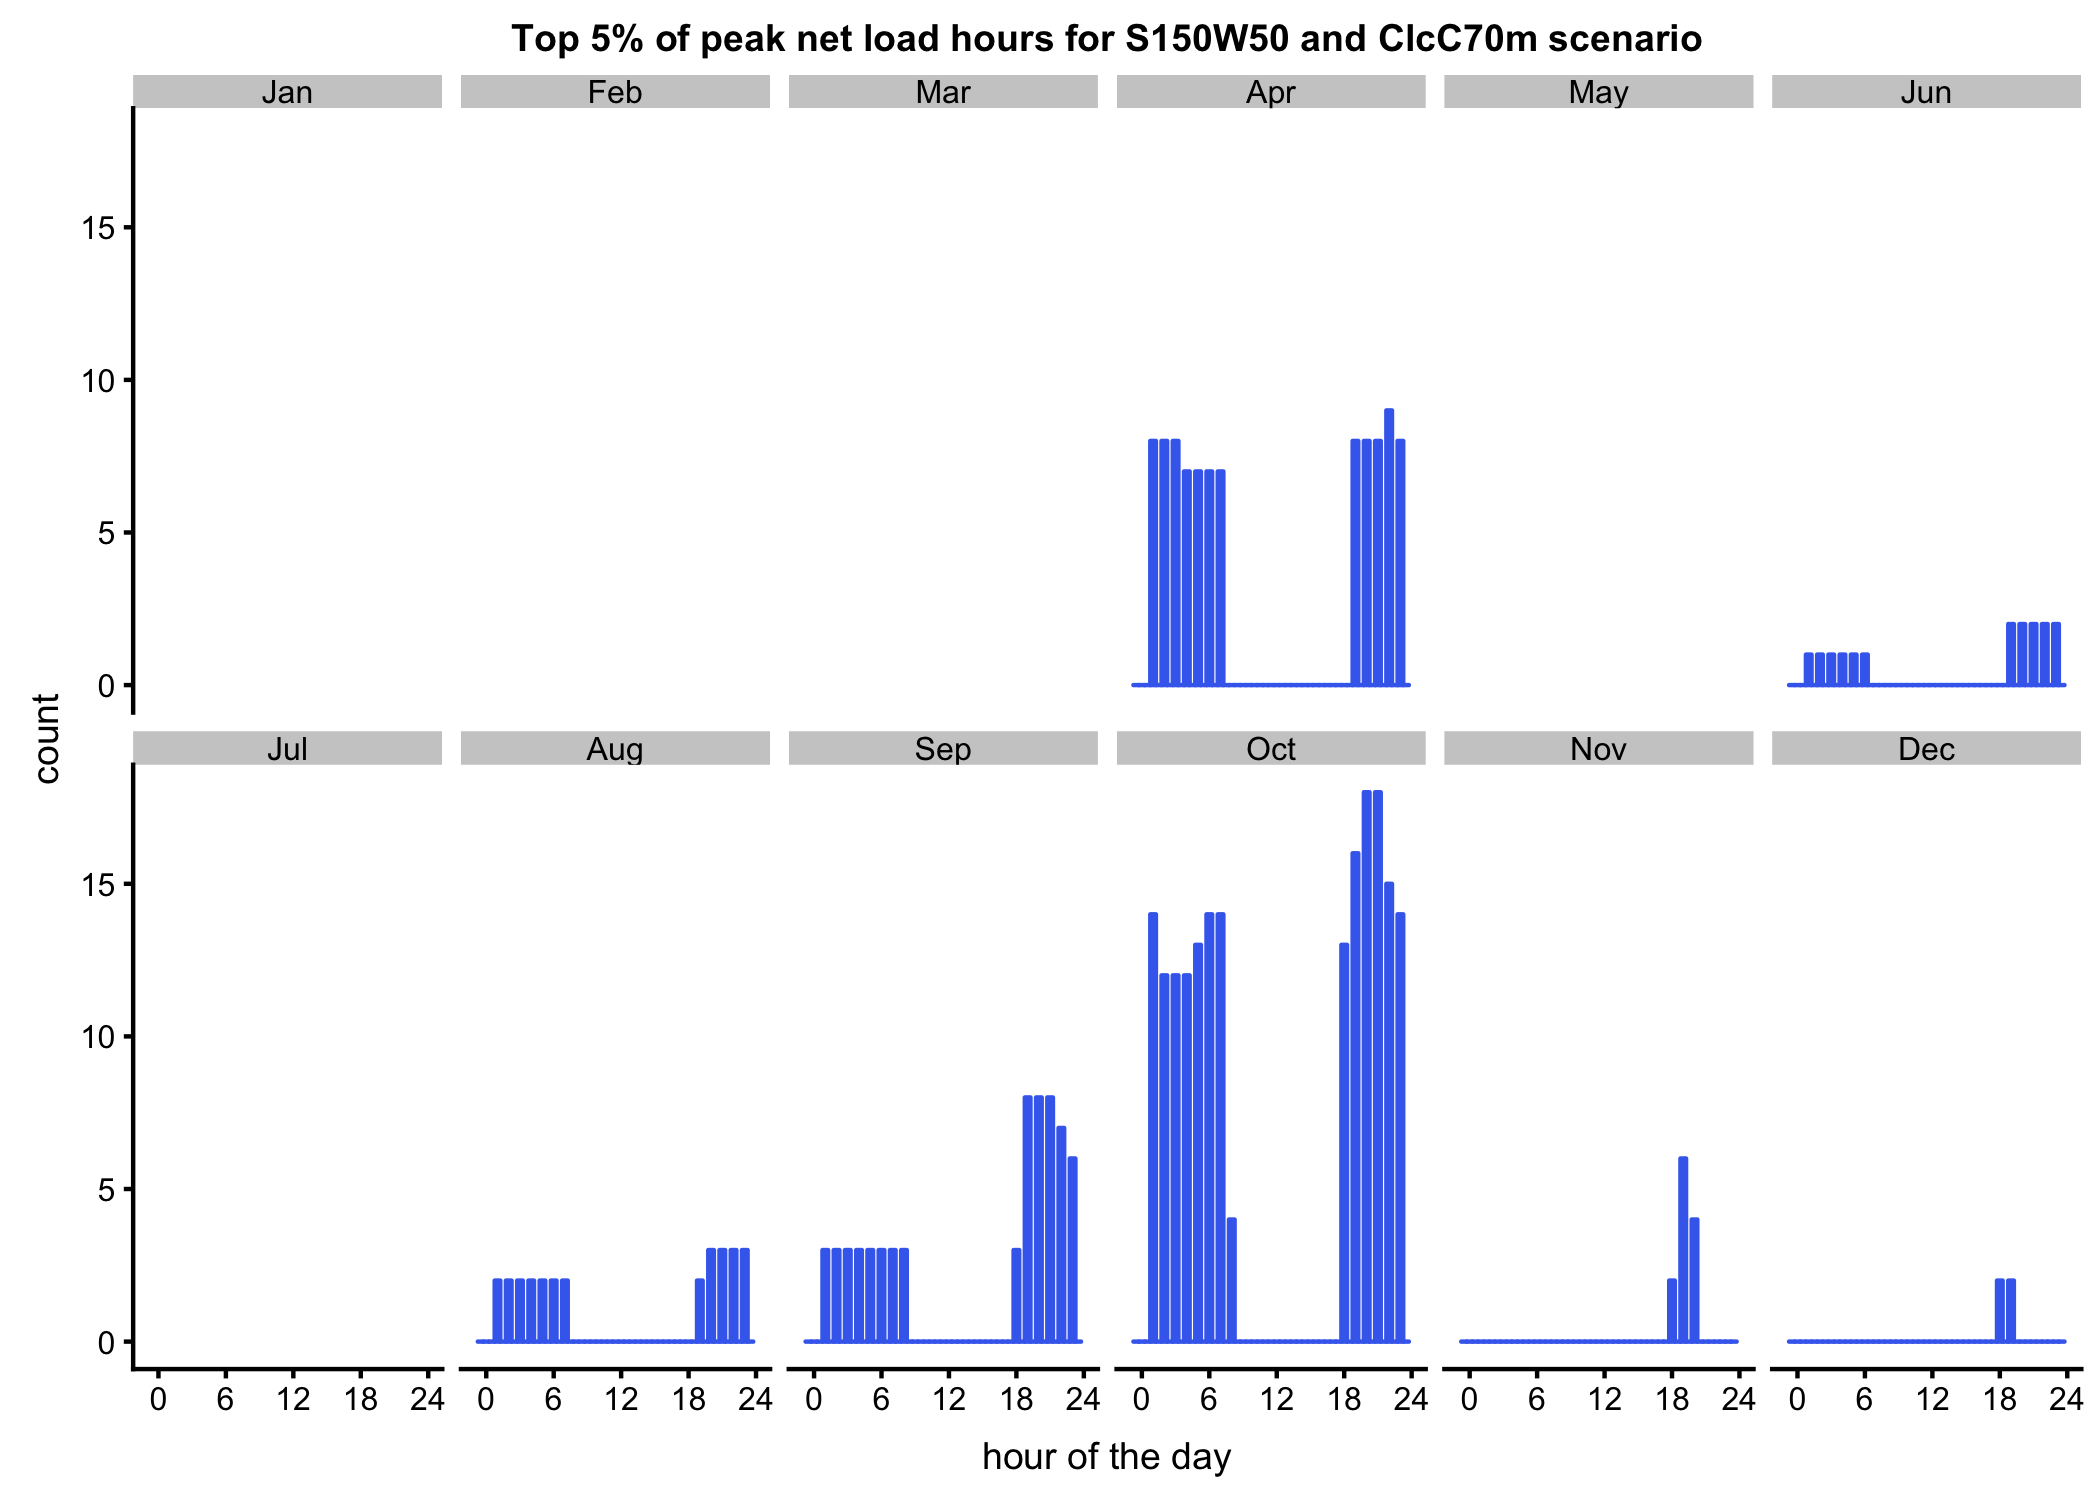 Top 5% of peak net load hours for S150W50 and ClcC70m scenario
Jan Feb Mar Apr May Jun
15
10
5
0
count
Jul Aug Sep Oct Nov Dec
15
10
5
0
0 6 12 18 24 0 6 12 18 24 0 6 12 18 24 0 6 12 18 24 0 6 12 18 24 0 6 12 18 24
hour of the day